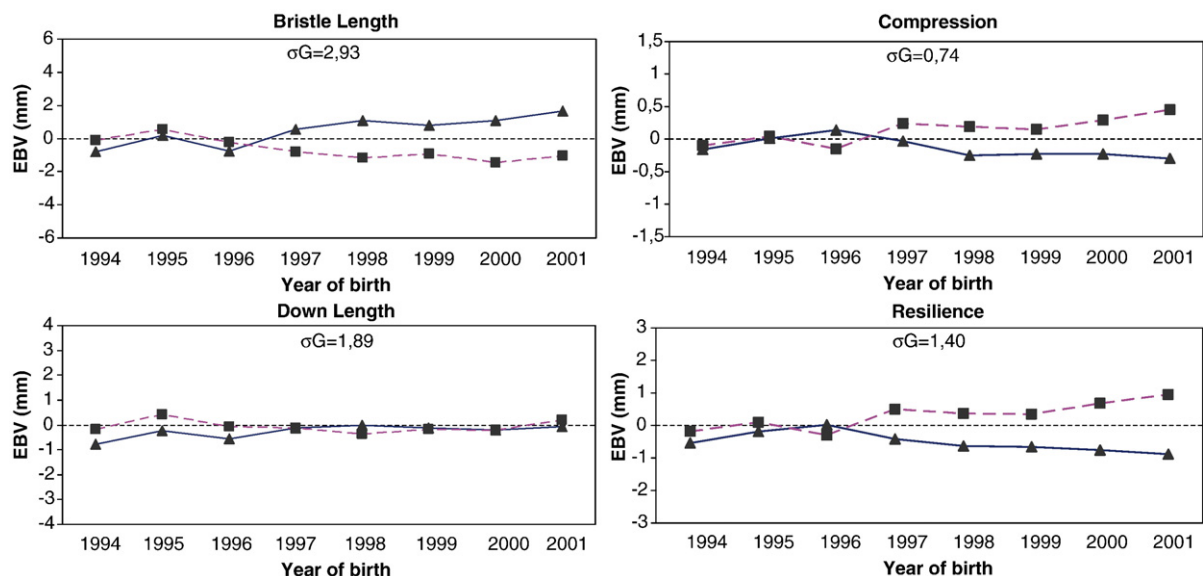 Bristle Length
σG=2,93
EBV (mm)
6
4
2
0
-2
-4
-6
1994 1995 1996 1997 1998 1999 2000 2001
Year of birth
Compression
σG=0,74
EBV (mm)
1,5
1
0,5
0
-0,5
-1
-1,5
1994 1995 1996 1997 1998 1999 2000 2001
Year of birth
Down Length
σG=1,89
EBV (mm)
4
3
2
1
0
-1
-2
-3
-4
1994 1995 1996 1997 1998 1999 2000 2001
Year of birth
Resilience
σG=1,40
EBV (mm)
3
2
1
0
-1
-2
-3
1994 1995 1996 1997 1998 1999 2000 2001
Year of birth